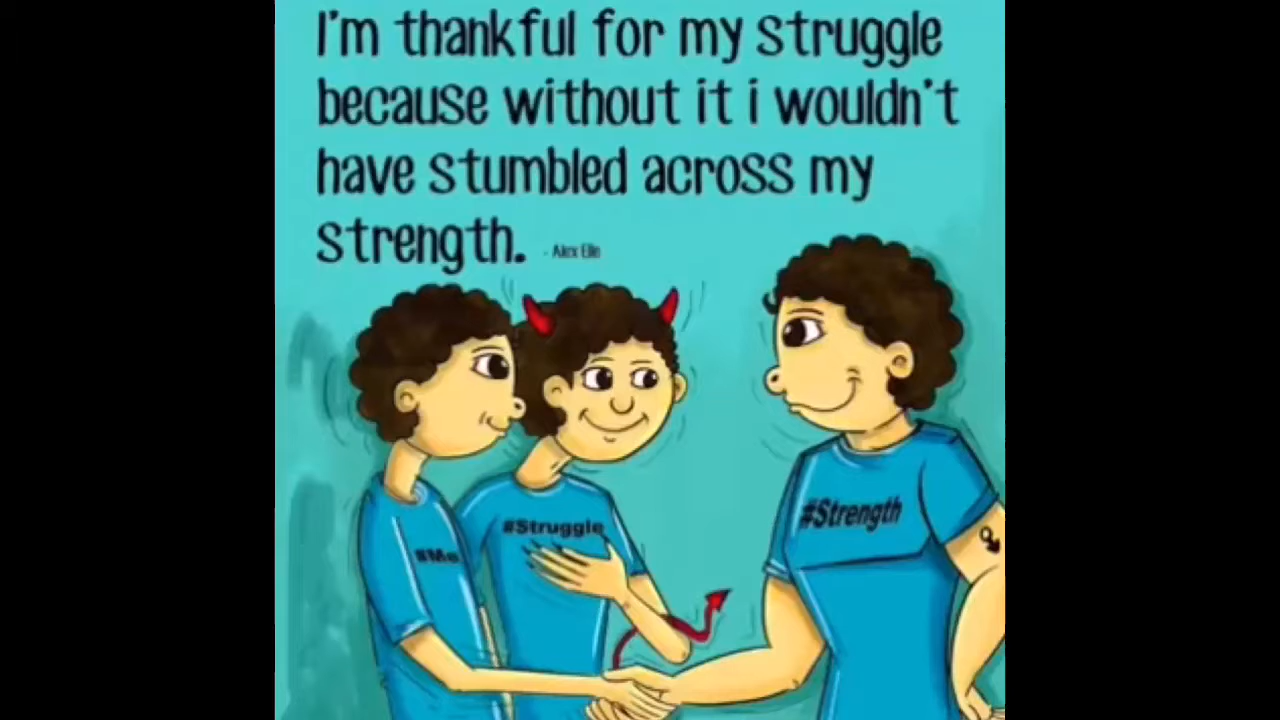 I'm thankful for my struggle
because without it i wouldn't
have stumbled across my
strength. - Alex Elle
#Me
#Struggle
#Strength